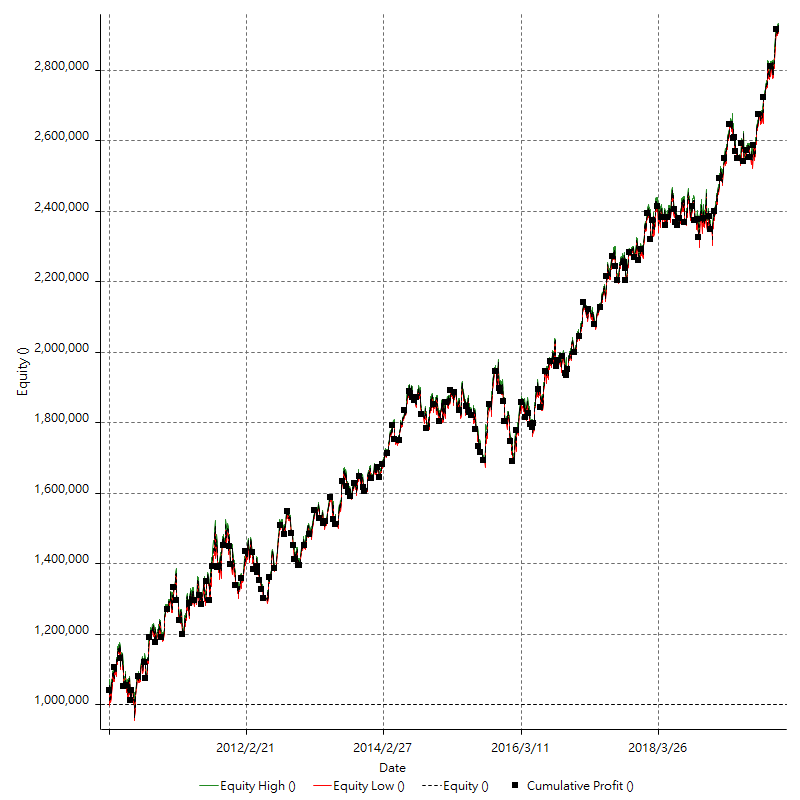 2,800,000
2,600,000
2,400,000
2,200,000
2,000,000
1,800,000
1,600,000
1,400,000
1,200,000
1,000,000
Equity ()
2012/2/21 2014/2/27 2016/3/11 2018/3/26
Date
Equity High () Equity Low () Equity () Cumulative Profit ()